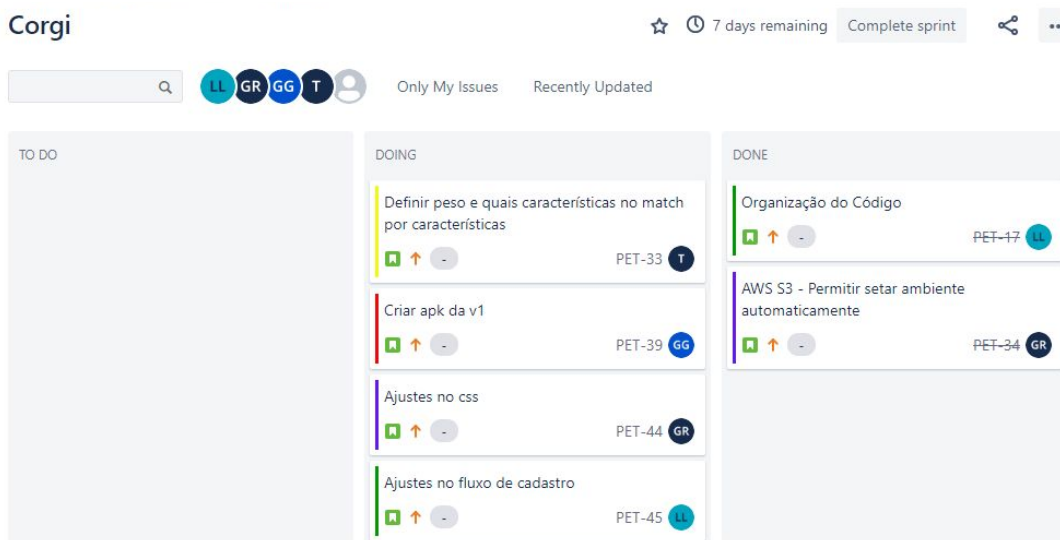 Corgi
7 days remaining
Complete sprint
LL
GR
GG
T
Only My Issues
Recently Updated
TO DO
DOING
Definir peso e quais características no match
por características
-
PET-33
T
Criar apk da v1
-
PET-39
GG
Ajustes no css
-
PET-44
GR
Ajustes no fluxo de cadastro
-
PET-45
LL
DONE
Organização do Código
-
PET-17
LL
AWS S3 - Permitir setar ambiente
automaticamente
-
PET-34
GR